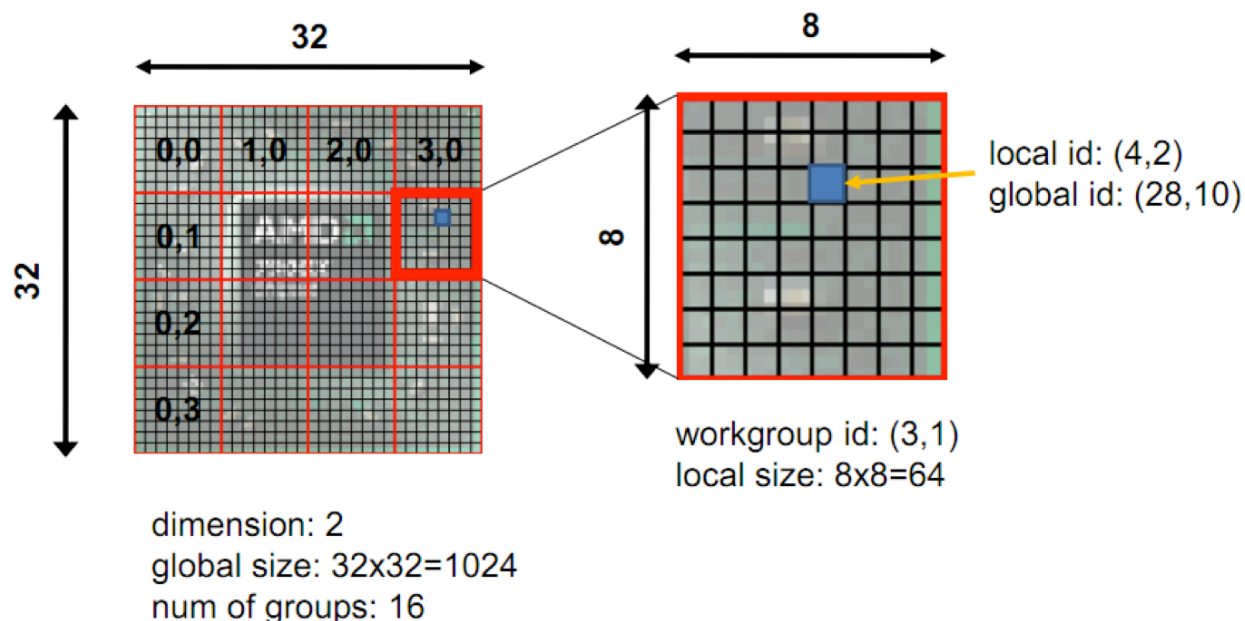 32
8
32
0,0 1,0 2,0 3,0
0,1
0,2
0,3
AMD
8
local id: (4,2)
global id: (28,10)
workgroup id: (3,1)
local size: 8x8=64
dimension: 2
global size: 32x32=1024
num of groups: 16